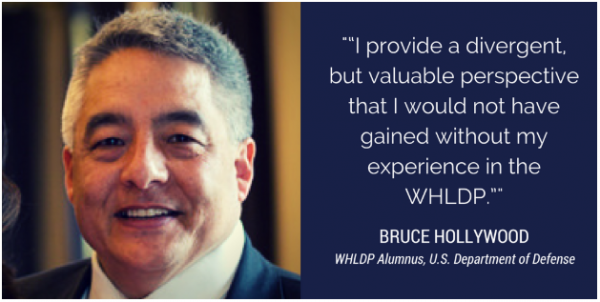 "“I provide a divergent,
but valuable perspective
that I would not have
gained without my
experience in the
WHLDP.”"
BRUCE HOLLYWOOD
WHLDP Alumnus, U.S. Department of Defense